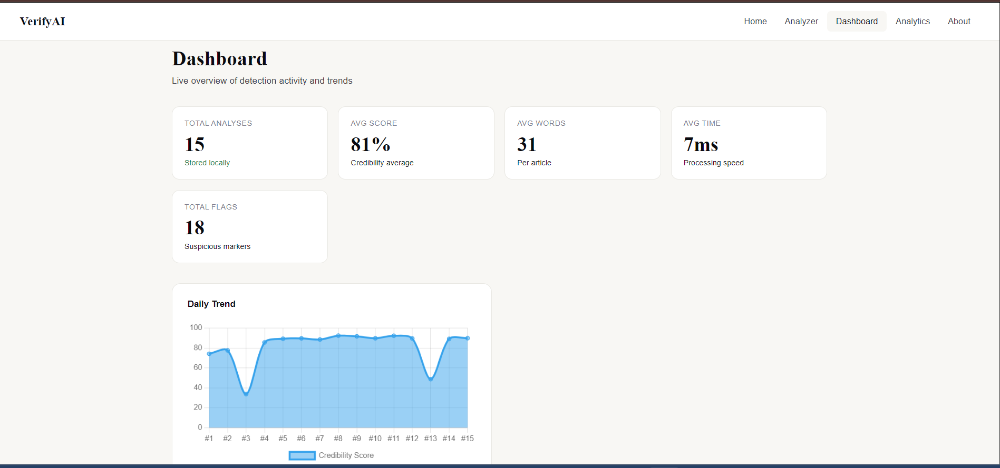 VerifyAI
Home Analyzer Dashboard Analytics About
Dashboard
Live overview of detection activity and trends
TOTAL ANALYSES
15
Stored locally
AVG SCORE
81%
Credibility average
AVG WORDS
31
Per article
AVG TIME
7ms
Processing speed
TOTAL FLAGS
18
Suspicious markers
Daily Trend
100
80
60
40
20
0
#1 #2 #3 #4 #5 #6 #7 #8 #9 #10 #11 #12 #13 #14 #15
Credibility Score